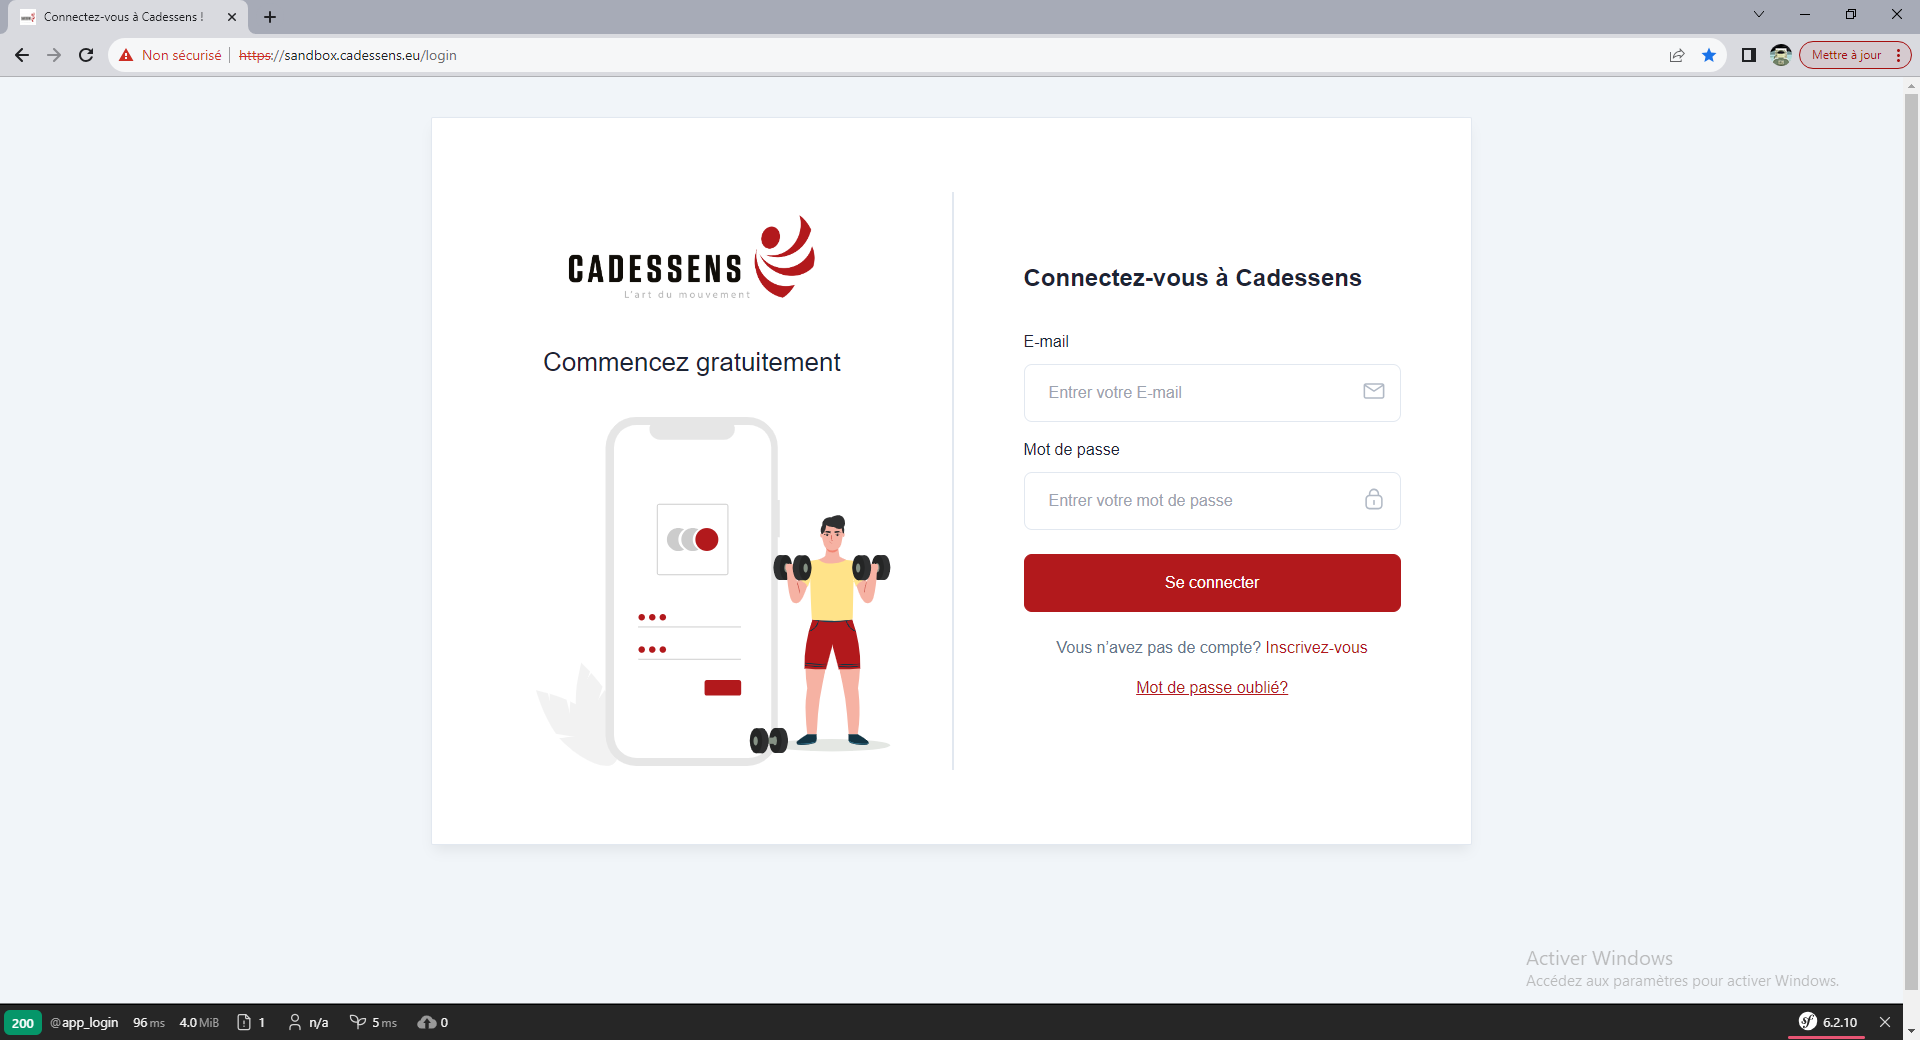 Connectez-vous à Cadessens !
Non sécurisé
https://sandbox.cadessens.eu/login
Mettre à jour
CADESSENS
L'art du mouvement
Commencez gratuitement
Connectez-vous à Cadessens
E-mail
Entrer votre E-mail
Mot de passe
Entrer votre mot de passe
Se connecter
Vous n'avez pas de compte? Inscrivez-vous
Mot de passe oublié?
Activer Windows
Accédez aux paramètres pour activer Windows.
200 @app_login 96 ms 4.0 MiB 1 n/a 5 ms 0 sf 6.2.10